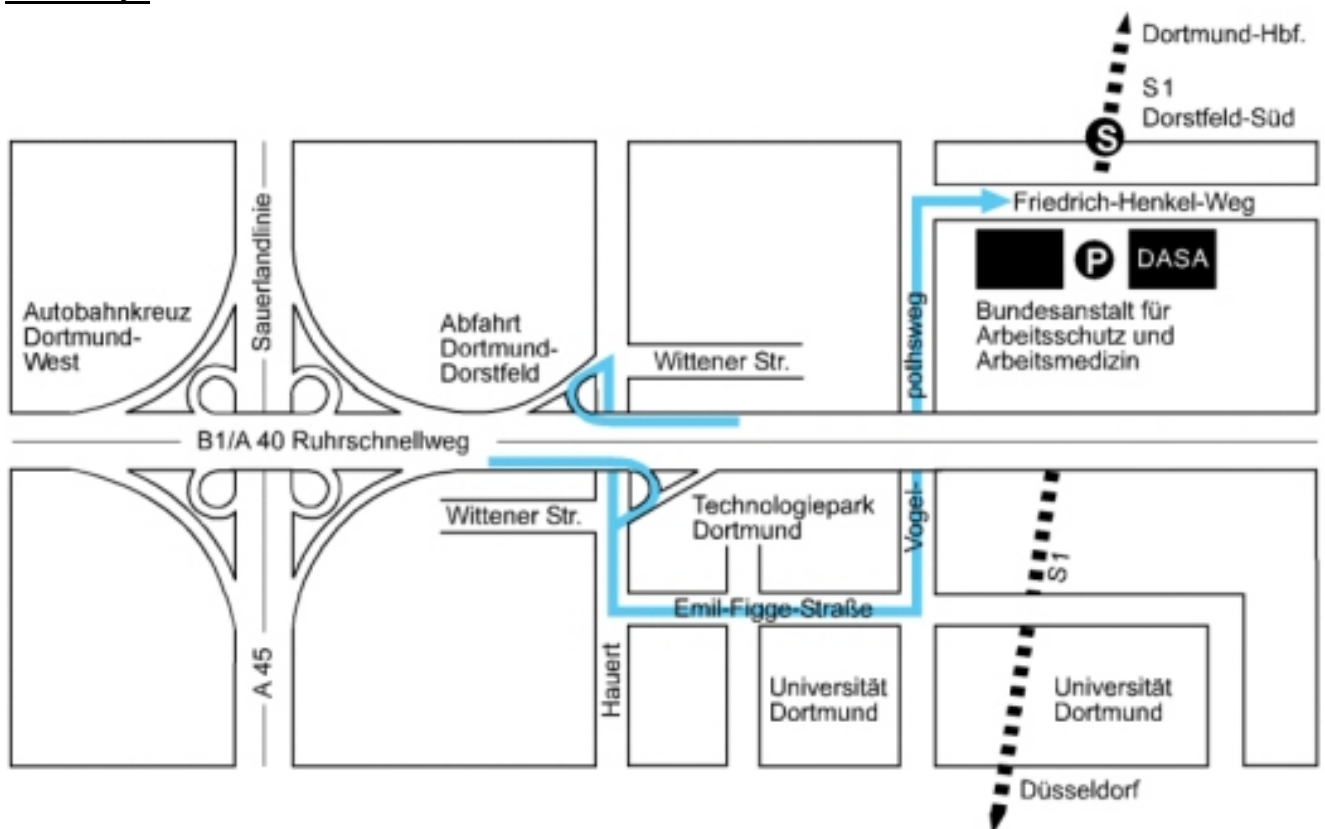 Dortmund-Hbf.
S1
Dorstfeld-Süd
S
Friedrich-Henkel-Weg
P
DASA
Bundesanstalt für
Arbeitsschutz und
Arbeitsmedizin
Sauerlandlinie
Autobahnkreuz
Dortmund-
West
Abfahrt
Dortmund-
Dorstfeld
Wittener Str.
pothsweg
B1/A 40 Ruhrschnellweg
Wittener Str.
Technologiepark
Dortmund
Vogel-
S1
Emil-Figge-Straße
A 45
Hauert
Universität
Dortmund
Universität
Dortmund
Düsseldorf